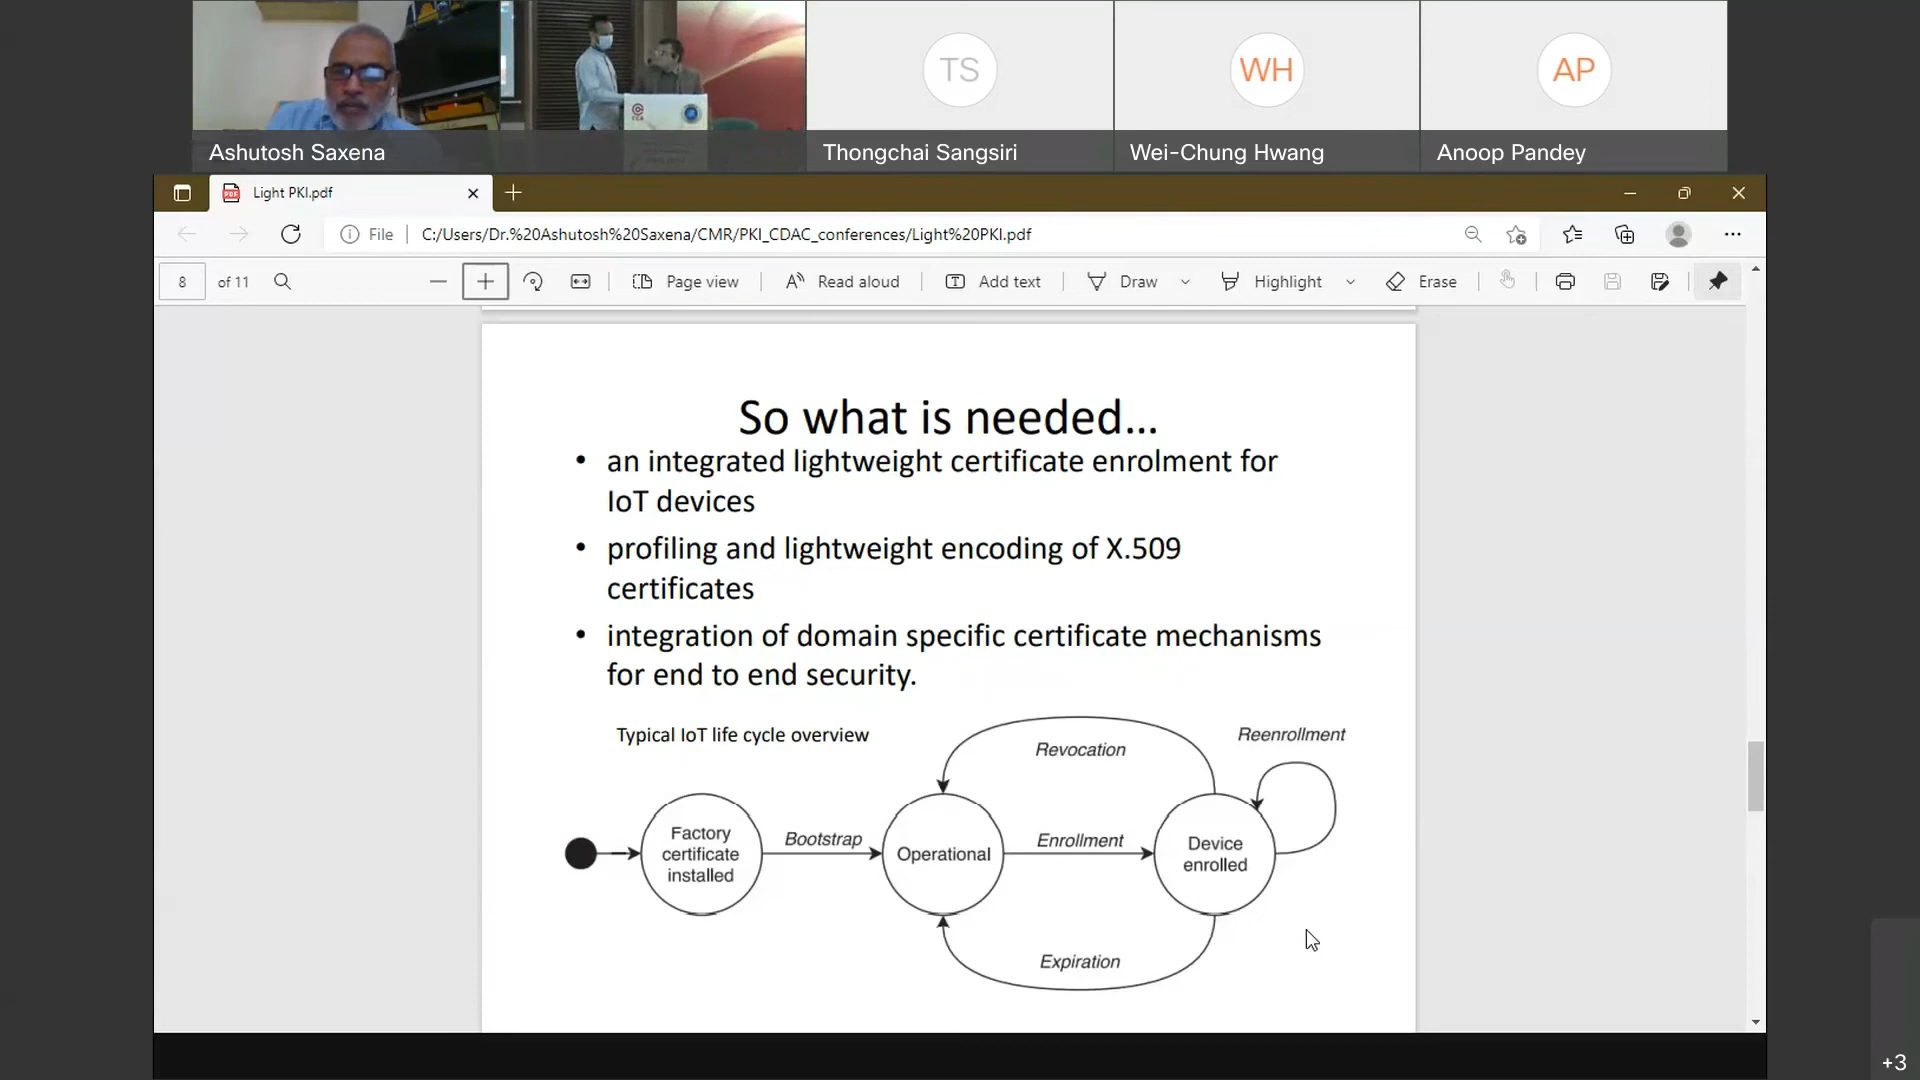 TS
WH
AP
CCA
Ashutosh Saxena
Thongchai Sangsiri
Wei-Chung Hwang
Anoop Pandey
PDF
Light PKI.pdf
File
C:/Users/Dr.%20Ashutosh%20Saxena/CMR/PKI_CDAC_conferences/Light%20PKI.pdf
8 of 11
Page view
Read aloud
Add text
Draw
Highlight
Erase
So what is needed...
• an integrated lightweight certificate enrolment for
IoT devices
• profiling and lightweight encoding of X.509
certificates
• integration of domain specific certificate mechanisms
for end to end security.
Typical IoT life cycle overview
Revocation
Reenrollment
Factory
certificate
installed
Bootstrap
Operational
Enrollment
Device
enrolled
Expiration
+3